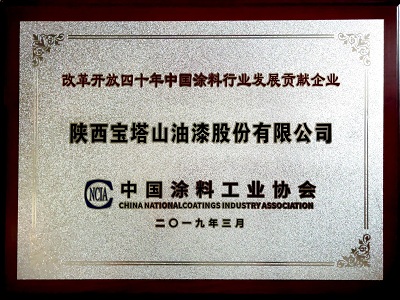 改革开放四十年中国涂料行业发展贡献企业
陕西宝塔山油漆股份有限公司
NCIA 中国涂料工业协会
CHINA NATIONAL COATINGS INDUSTRY ASSOCIATION
二〇一九年三月